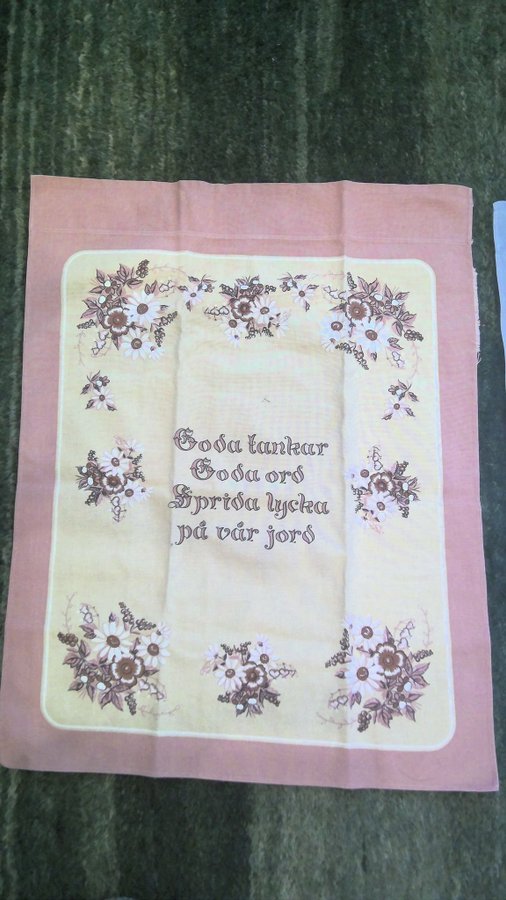 Goda tankar
Goda ord
Sprida lycka
på vår jord